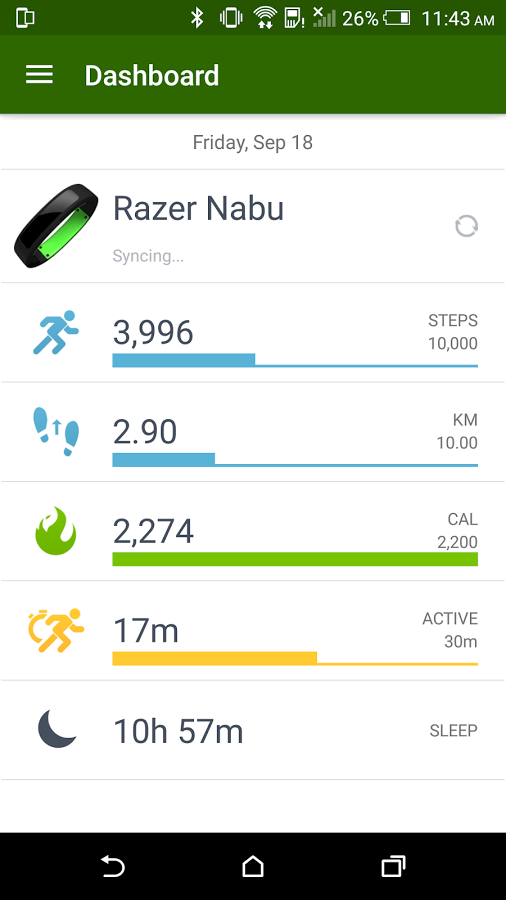 26% 11:43 AM
Dashboard
Friday, Sep 18
Razer Nabu
Syncing...
3,996
STEPS
10,000
2.90
KM
10.00
2,274
CAL
2,200
17m
ACTIVE
30m
10h 57m
SLEEP